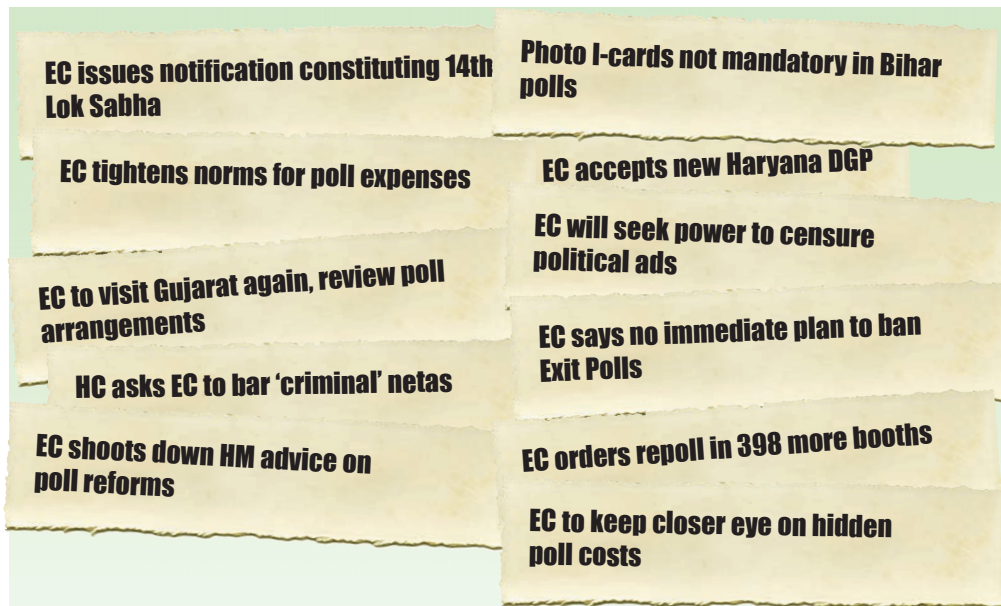 EC issues notification constituting 14th
Lok Sabha
EC tightens norms for poll expenses
EC to visit Gujarat again, review poll
arrangements
HC asks EC to bar ‘criminal’ netas
EC shoots down HM advice on
poll reforms
Photo I-cards not mandatory in Bihar
polls
EC accepts new Haryana DGP
EC will seek power to censure
political ads
EC says no immediate plan to ban
Exit Polls
EC orders repoll in 398 more booths
EC to keep closer eye on hidden
poll costs